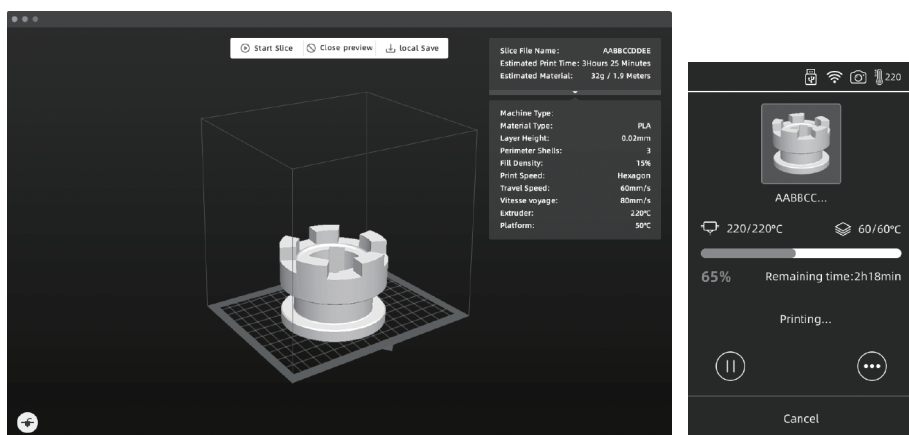 Start Slice
Close preview
local Save
Slice File Name: AABBCCDDEE
Estimated Print Time: 3Hours 25 Minutes
Estimated Material: 32g / 1.9 Meters
Machine Type:
Material Type: PLA
Layer Height: 0.02mm
Perimeter Shells: 3
Fill Density: 15%
Print Speed: Hexagon
Travel Speed: 60mm/s
Vitesse voyage: 80mm/s
Extruder: 220℃
Platform: 50℃
220
AABBCC...
220/220℃
60/60℃
65% Remaining time:2h18min
Printing...
Cancel